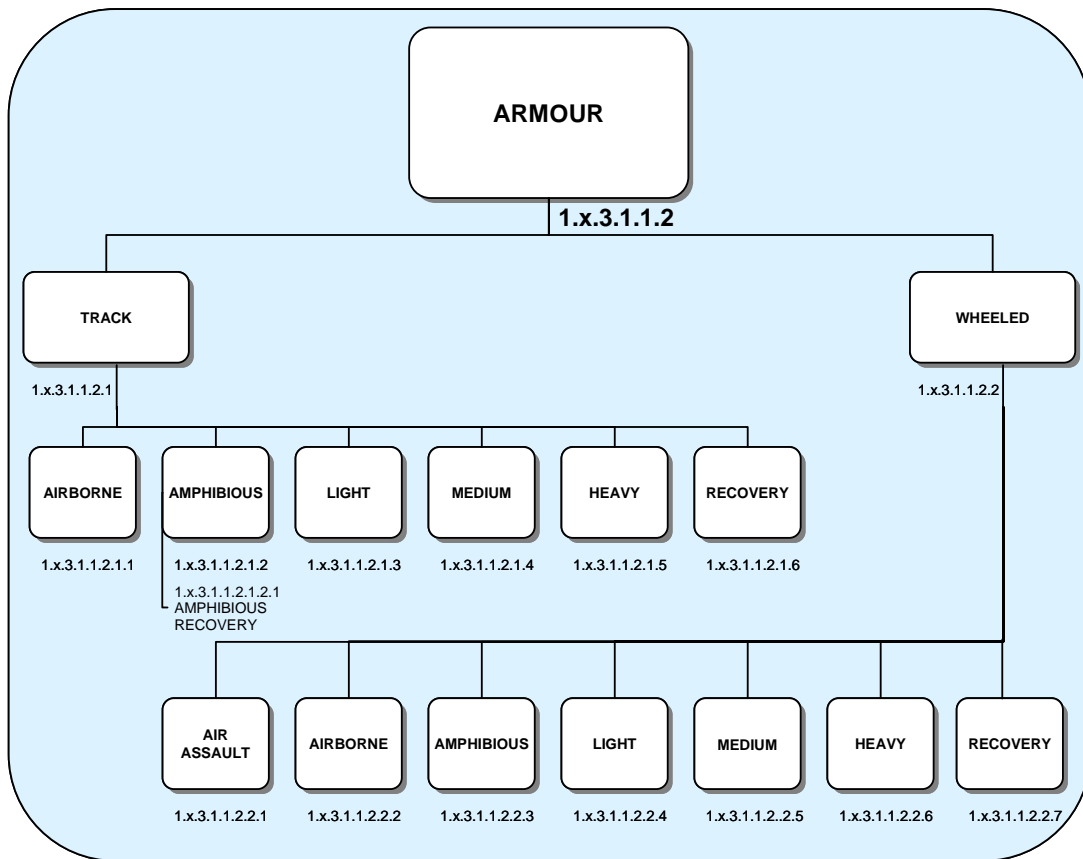 ARMOUR
1.x.3.1.1.2
TRACK
WHEELED
1.x.3.1.1.2.1
1.x.3.1.1.2.2
AIRBORNE
AMPHIBIOUS
LIGHT
MEDIUM
HEAVY
RECOVERY
1.x.3.1.1.2.1.1
1.x.3.1.1.2.1.2
1.x.3.1.1.2.1.3
1.x.3.1.1.2.1.4
1.x.3.1.1.2.1.5
1.x.3.1.1.2.1.6
1.x.3.1.1.2.1.2.1
AMPHIBIOUS
RECOVERY
AIR
ASSAULT
AIRBORNE
AMPHIBIOUS
LIGHT
MEDIUM
HEAVY
RECOVERY
1.x.3.1.1.2.2.1
1.x.3.1.1.2.2.2
1.x.3.1.1.2.2.3
1.x.3.1.1.2.2.4
1.x.3.1.1.2..2.5
1.x.3.1.1.2.2.6
1.x.3.1.1.2.2.7